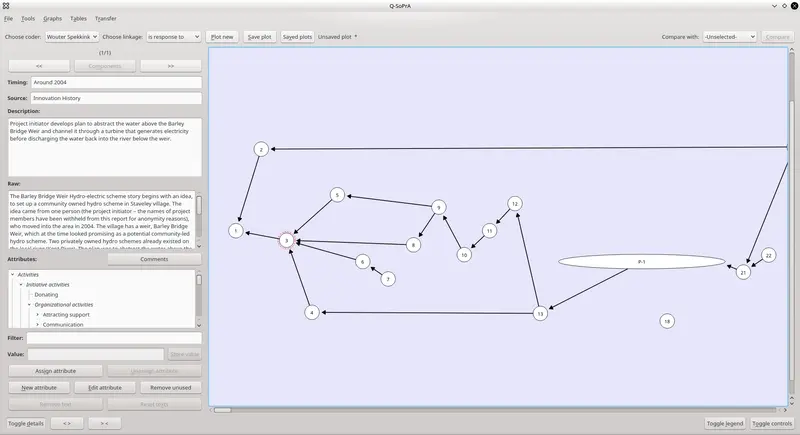 Q-SoPrA
File Tools Graphs Tables Transfer
Choose coder: Wouter Spekkink Choose linkage: is response to Plot new Save plot Saved plots Unsaved plot * Compare with: -Unselected- Compare
(1/1)
<< Components >>
Timing: Around 2004
Source: Innovation History
Description:
Project initiator develops plan to abstract the water above the Barley
Bridge Weir and channel it through a turbine that generates electricity
before discharging the water back into the river below the weir.
Raw:
The Barley Bridge Weir Hydro-electric scheme story begins with an idea,
to set up a community owned hydro scheme in Staveley village. The
idea came from one person (the project initiator – the names of project
members have been withheld from this report for anonymity reasons),
who moved into the area in 2004. The village has a weir, Barley Bridge
Weir, which at the time looked promising as a potential community-led
hydro scheme. Two privately owned hydro schemes already existed on
Attributes: Comments
Activities
Initiative activities
Donating
Organizational activities
Attracting support
Communication
Filter:
Value:
Assign attribute Unassign attribute
New attribute Edit attribute Remove unused
Toggle details < > > <
2
1
3
5
9
12
11
8
10
6
7
4
13
P-1
22
21
18
Toggle legend Toggle controls